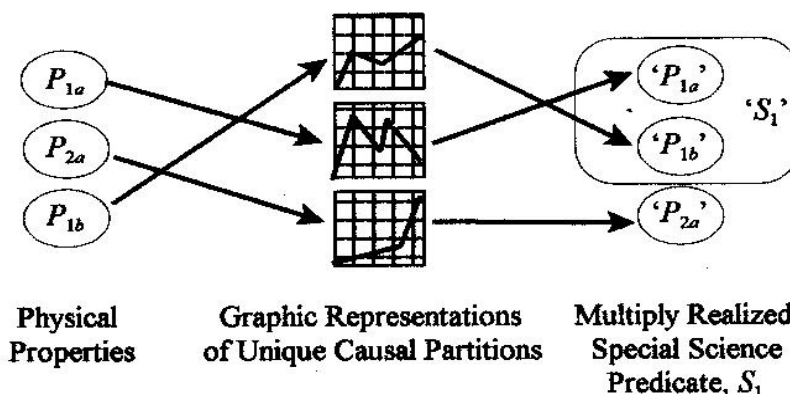 P1a
P2a
P1b
‘P1a’
‘S1’
‘P1b’
‘P2a’
Physical
Properties
Graphic Representations
of Unique Causal Partitions
Multiply Realized
Special Science
Predicate, S1